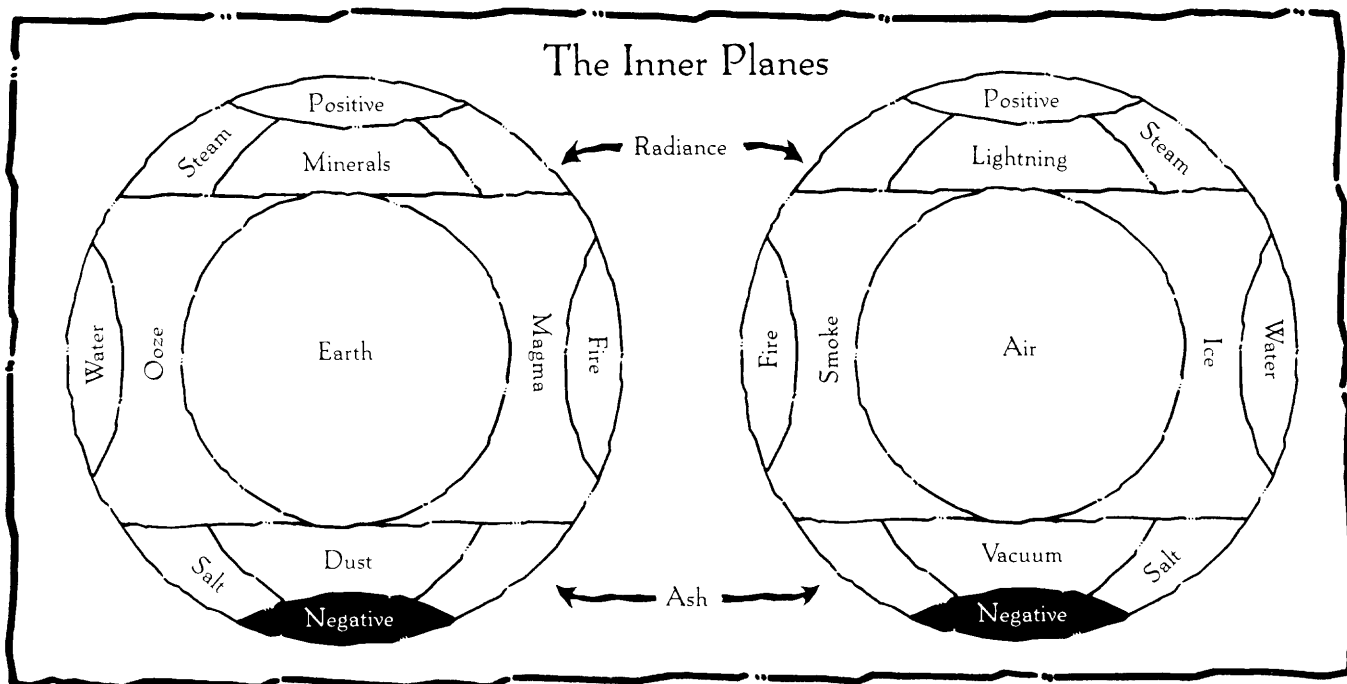 The Inner Planes
Positive
Steam
Minerals
Water
Ooze
Earth
Magma
Fire
Salt
Dust
Negative
Radiance
Ash
Positive
Lightning
Steam
Fire
Smoke
Air
Ice
Water
Vacuum
Salt
Negative